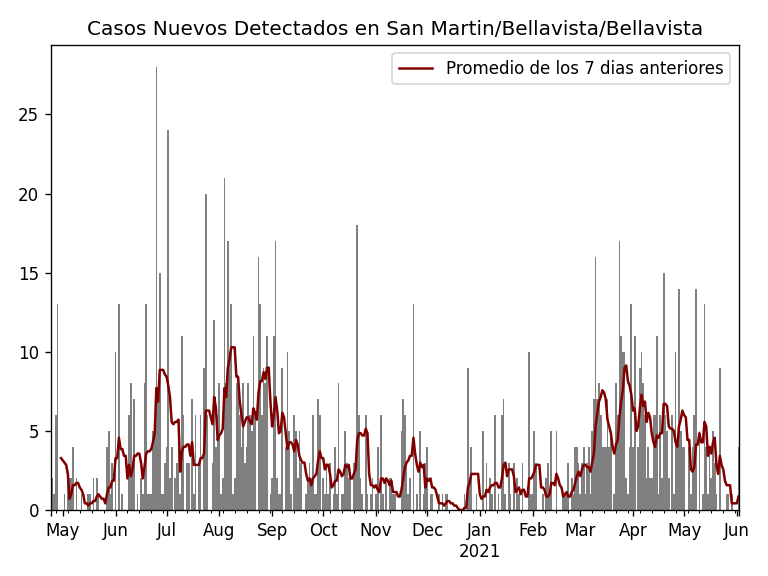 Casos Nuevos Detectados en San Martin/Bellavista/Bellavista
Promedio de los 7 dias anteriores
25
20
15
10
5
0
May Jun Jul Aug Sep Oct Nov Dec Jan Feb Mar Apr May Jun
2021